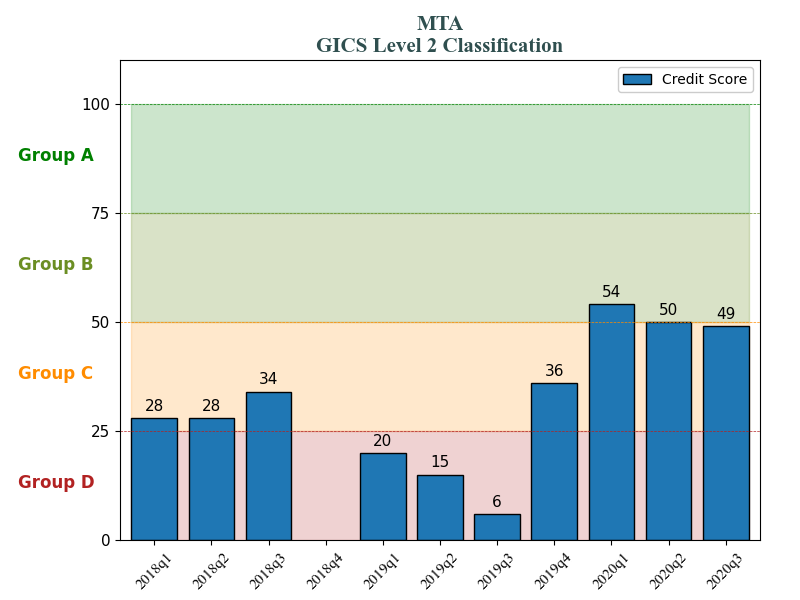 MTA
GICS Level 2 Classification
Credit Score
100
Group A
75
Group B
54
50
49
50
Group C
36
34
28
28
25
20
15
Group D
6
0
2018q1 2018q2 2018q3 2018q4 2019q1 2019q2 2019q3 2019q4 2020q1 2020q2 2020q3